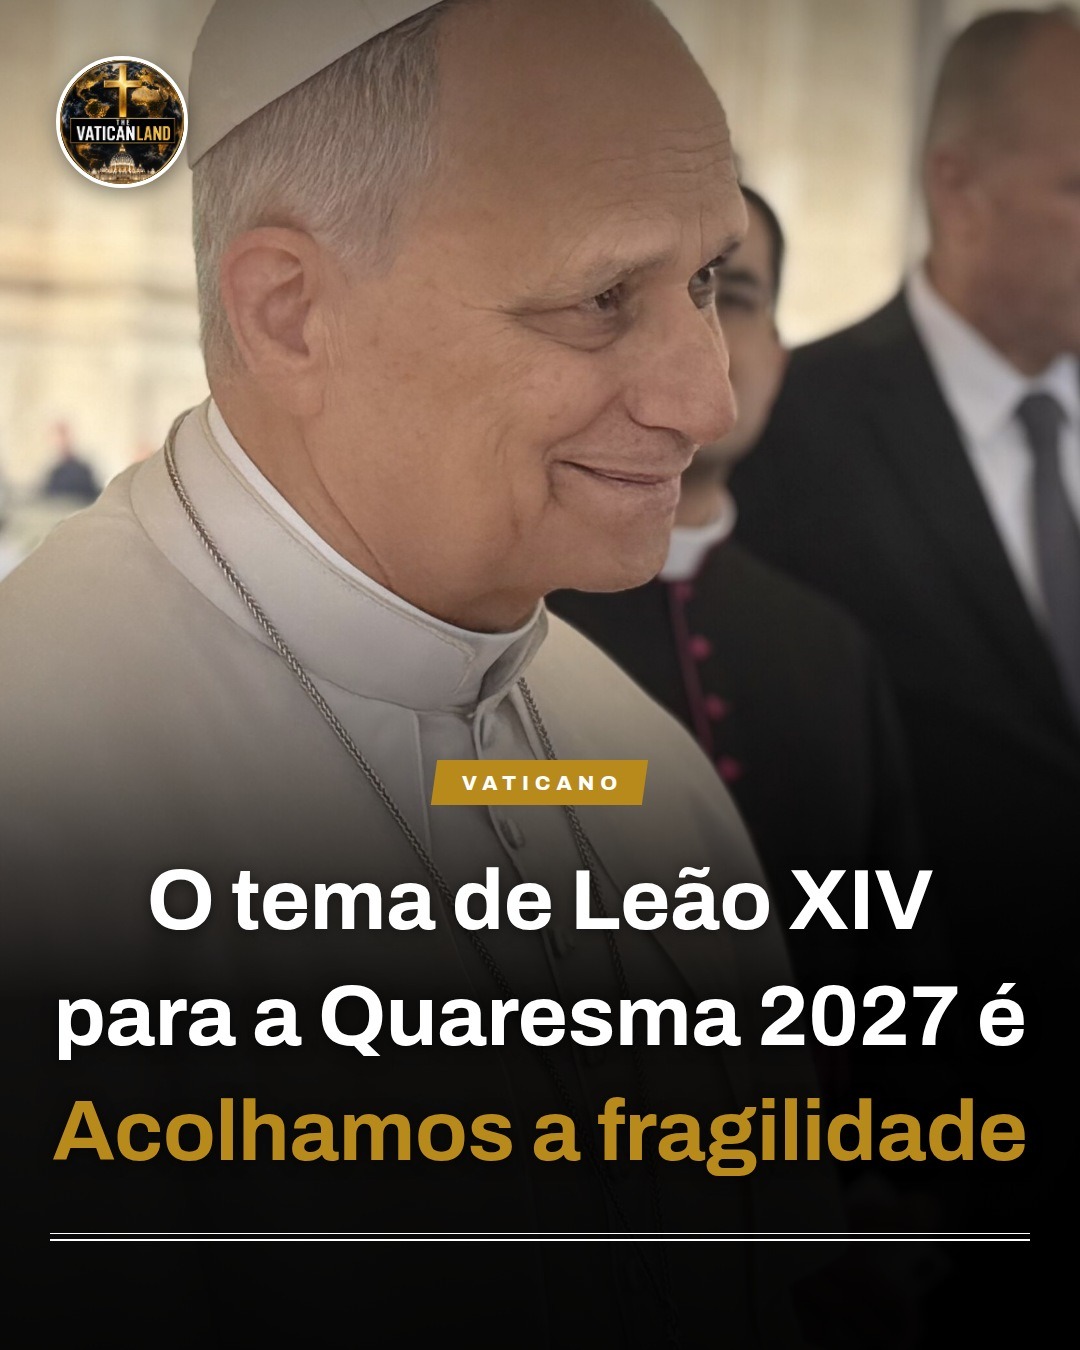 THE
VATICANLAND
VATICANO
O tema de Leão XIV
para a Quaresma 2027 é
Acolhamos a fragilidade